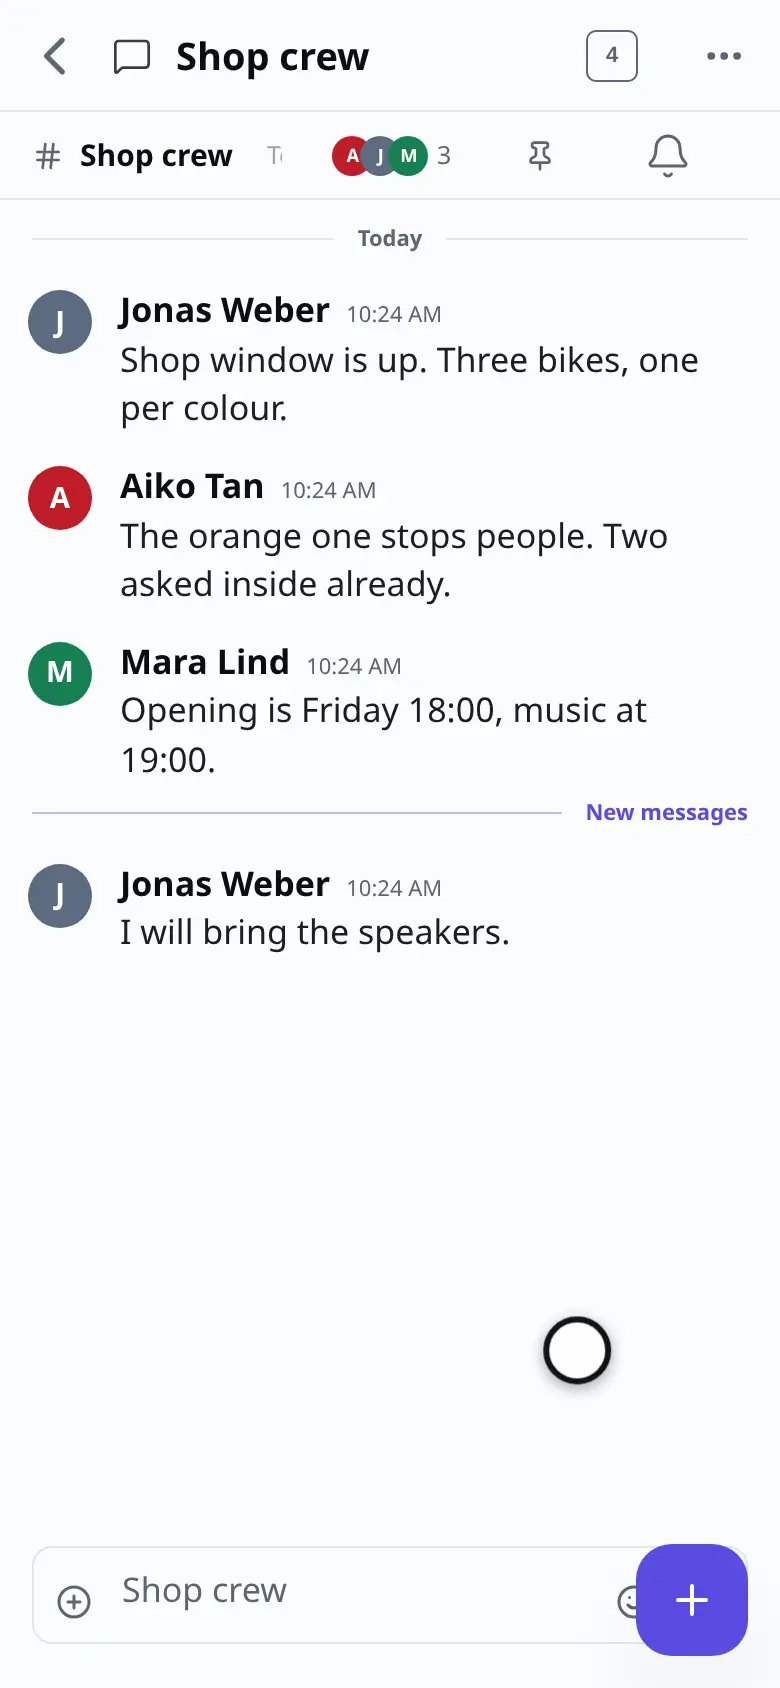 Shop crew
4
# Shop crew
A J M 3
Today
J
Jonas Weber 10:24 AM
Shop window is up. Three bikes, one
per colour.
A
Aiko Tan 10:24 AM
The orange one stops people. Two
asked inside already.
M
Mara Lind 10:24 AM
Opening is Friday 18:00, music at
19:00.
New messages
J
Jonas Weber 10:24 AM
I will bring the speakers.
Shop crew